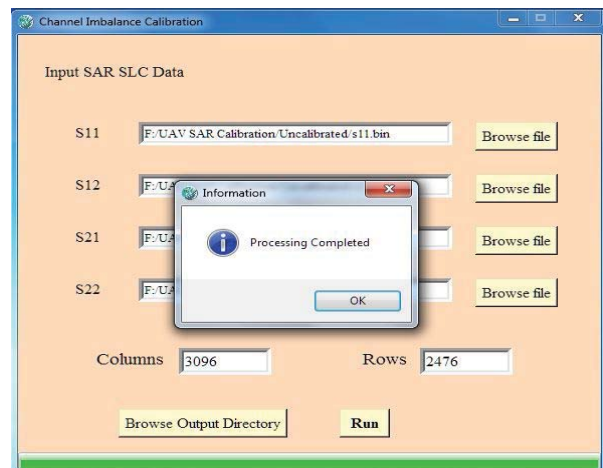 Channel Imbalance Calibration
Input SAR SLC Data
S11 F:/UAV SAR Calibration/Uncalibrated/s11.bin Browse file
S12 F:/UA Browse file
Information
S21 F:/UA Browse file
Processing Completed
S22 F:/UA Browse file
OK
Columns 3096 Rows 2476
Browse Output Directory Run